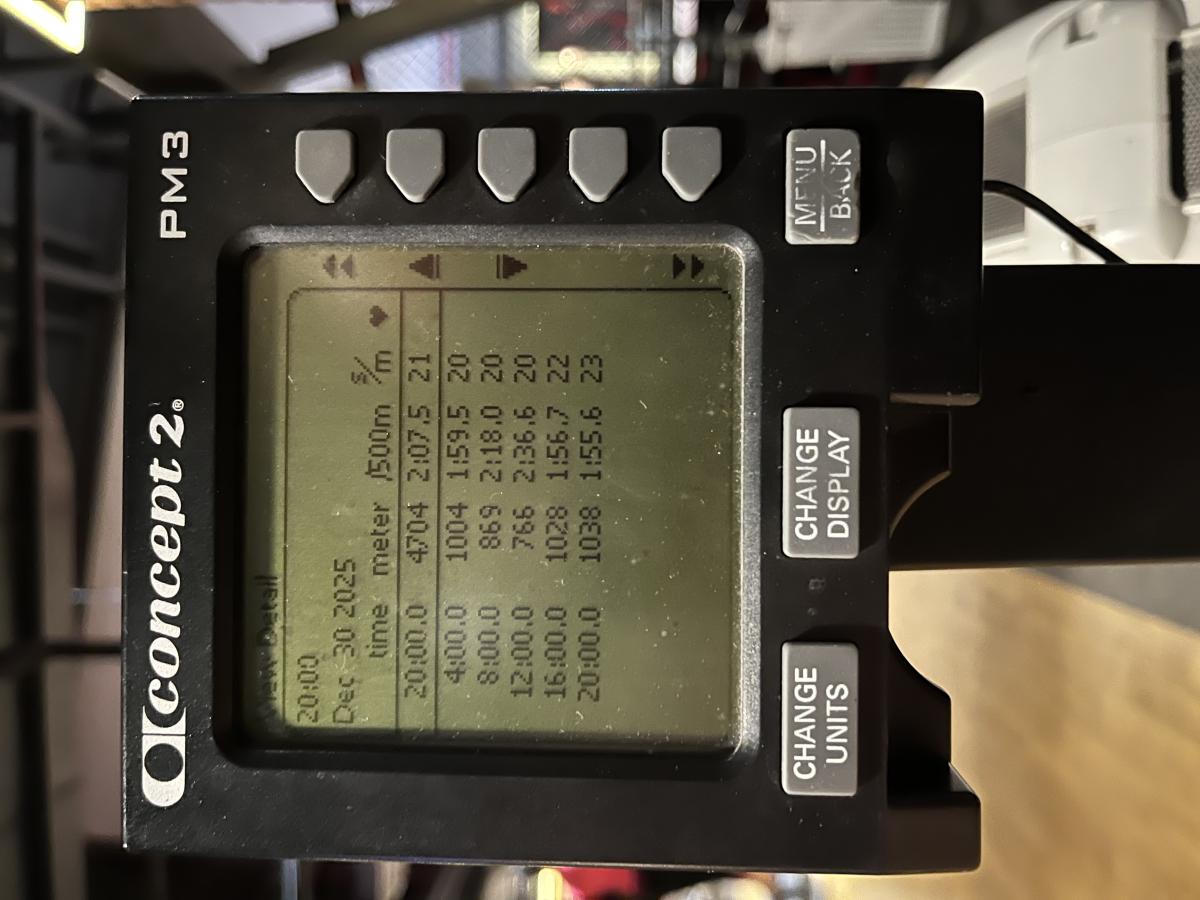 concept 2®
PM3
View Detail
20:00
Dec 30 2025
time meter /500m s/m ♥
20:00.0 4704 2:07.5 21
4:00.0 1004 1:59.5 20
8:00.0 869 2:18.0 20
12:00.0 766 2:36.6 20
16:00.0 1028 1:56.7 22
20:00.0 1038 1:55.6 23
CHANGE
UNITS
CHANGE
DISPLAY
MENU
BACK